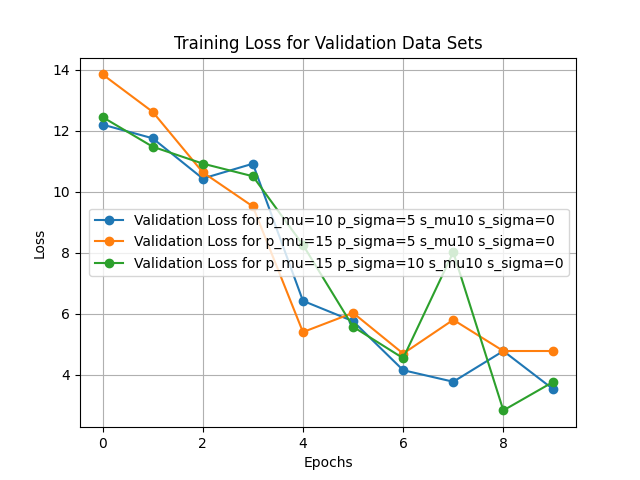 Training Loss for Validation Data Sets
14
12
10
8
6
4
Loss
Validation Loss for p_mu=10 p_sigma=5 s_mu10 s_sigma=0
Validation Loss for p_mu=15 p_sigma=5 s_mu10 s_sigma=0
Validation Loss for p_mu=15 p_sigma=10 s_mu10 s_sigma=0
0 2 4 6 8
Epochs